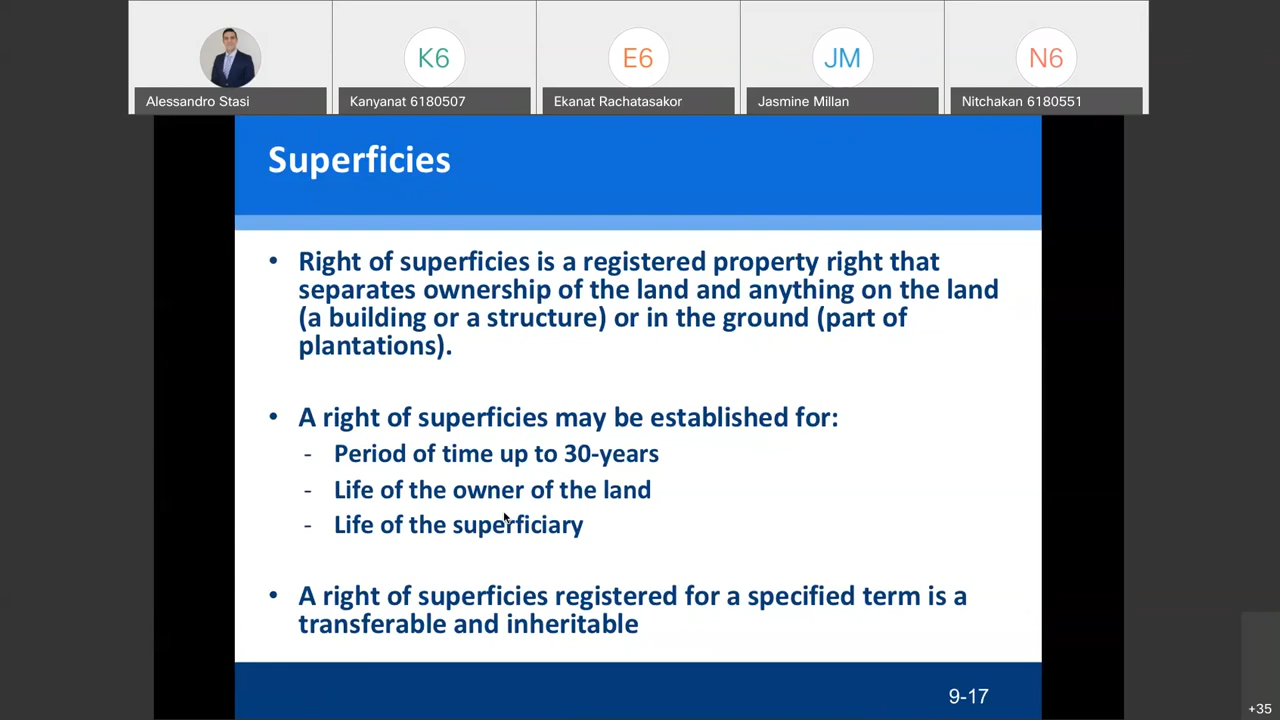 K6
E6
JM
N6
Alessandro Stasi
Kanyanat 6180507
Ekanat Rachatasakor
Jasmine Millan
Nitchakan 6180551
Superficies
• Right of superficies is a registered property right that
separates ownership of the land and anything on the land
(a building or a structure) or in the ground (part of
plantations).
• A right of superficies may be established for:
- Period of time up to 30-years
- Life of the owner of the land
- Life of the superficiary
• A right of superficies registered for a specified term is a
transferable and inheritable
9-17
+35